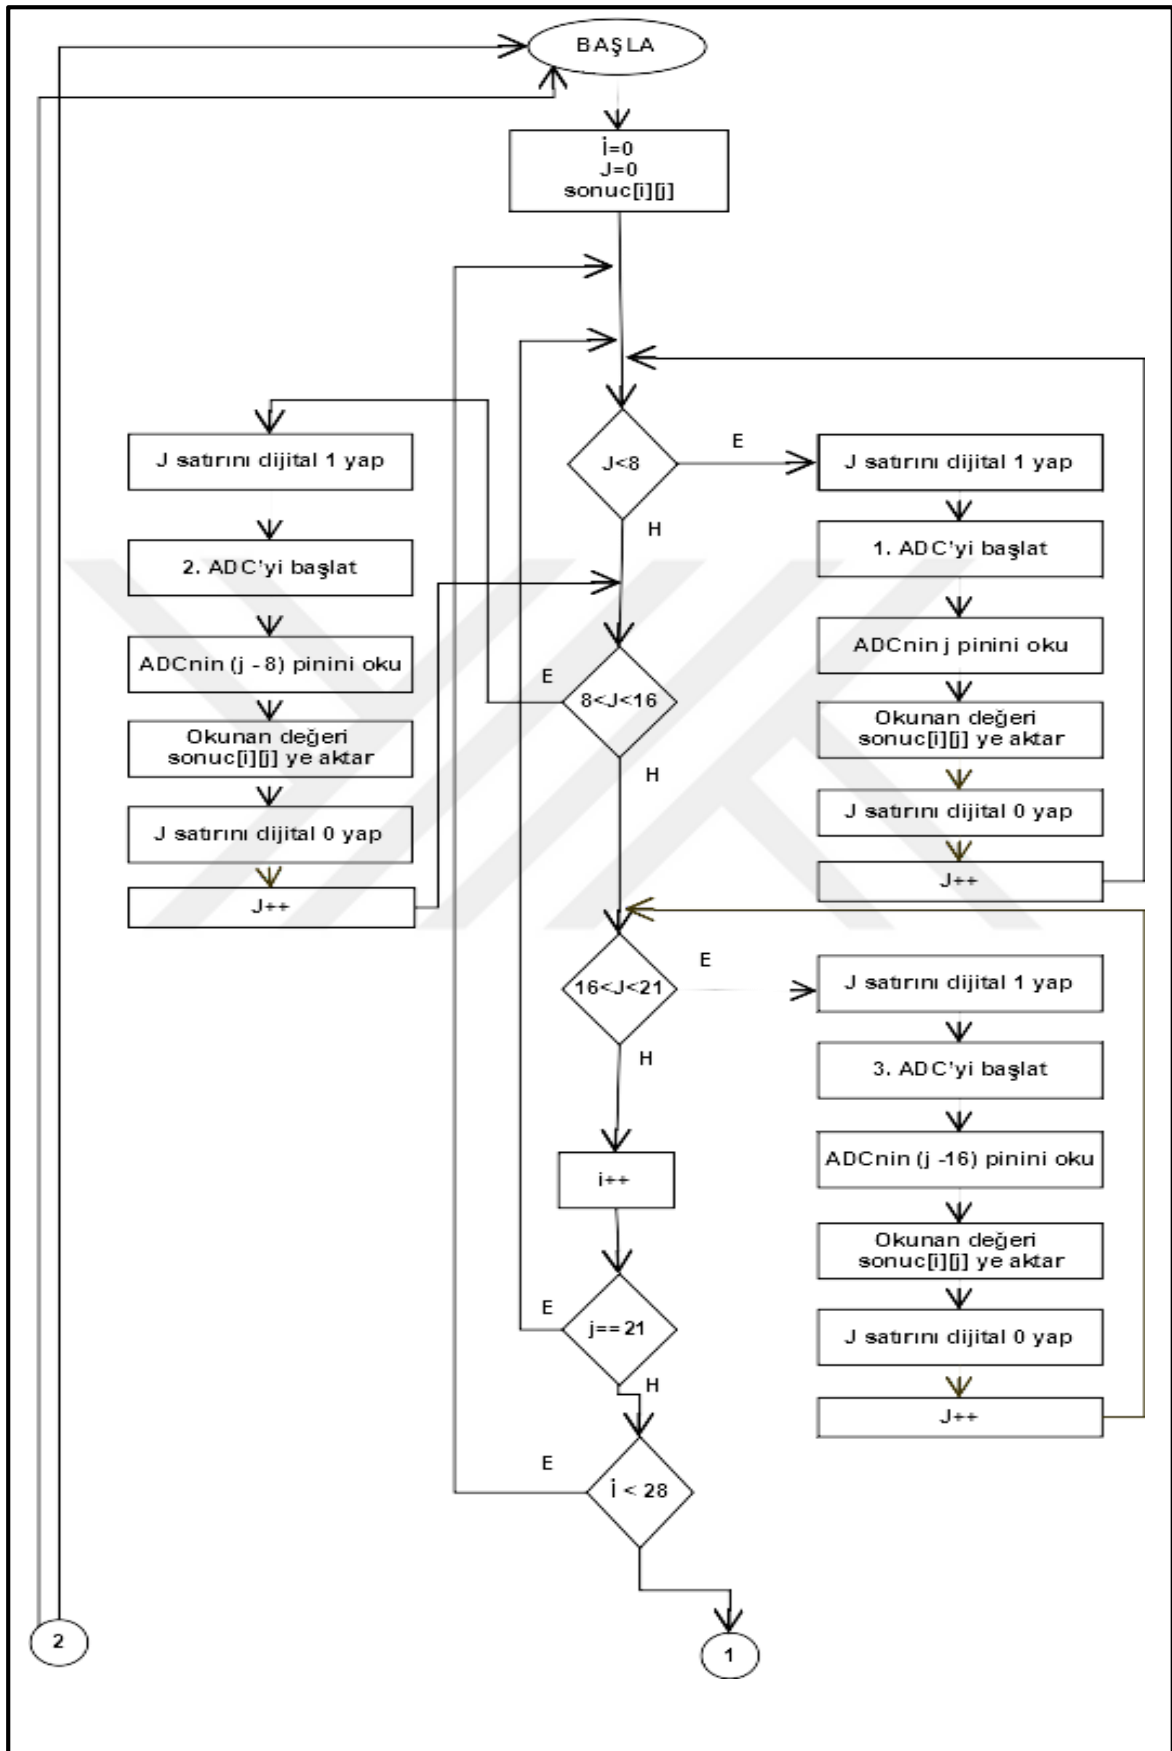 BAŞLA
İ=0
J=0
sonuc[i][j]
J<8
E
H
J satırını dijital 1 yap
1. ADC'yi başlat
ADCnin j pinini oku
Okunan değeri
sonuc[i][j] ye aktar
J satırını dijital 0 yap
J++
8<J<16
E
H
J satırını dijital 1 yap
2. ADC'yi başlat
ADCnin (j - 8) pinini oku
Okunan değeri
sonuc[i][j] ye aktar
J satırını dijital 0 yap
J++
16<J<21
E
H
J satırını dijital 1 yap
3. ADC'yi başlat
ADCnin (j -16) pinini oku
Okunan değeri
sonuc[i][j] ye aktar
J satırını dijital 0 yap
J++
i++
j==21
E
H
İ < 28
E
2
1